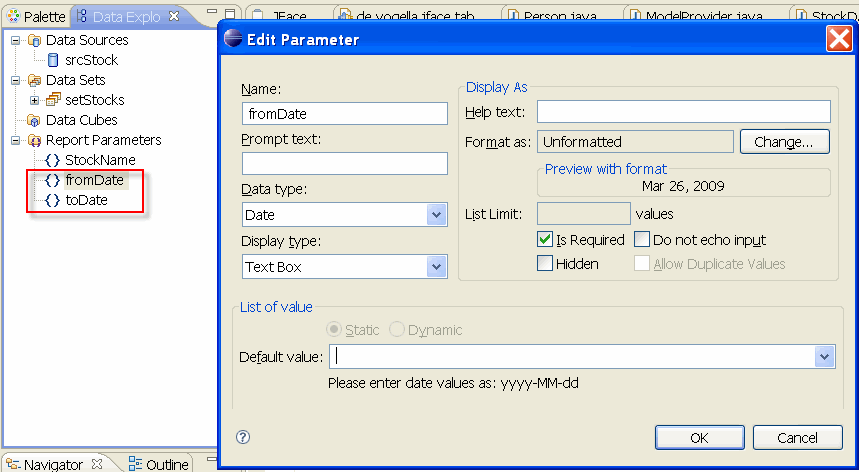 Palette
Data Explo
JFace
de.vogella.jface.tab
Person.java
ModelProvider.java
StockD
Data Sources
srcStock
Data Sets
setStocks
Data Cubes
Report Parameters
StockName
fromDate
toDate
Navigator
Outline
Edit Parameter
Name:
fromDate
Prompt text:
Data type:
Date
Display type:
Text Box
Display As
Help text:
Format as: Unformatted Change...
Preview with format
Mar 26, 2009
List Limit: values
Is Required Do not echo input
Hidden Allow Duplicate Values
List of value
Static Dynamic
Default value:
Please enter date values as: yyyy-MM-dd
OK Cancel